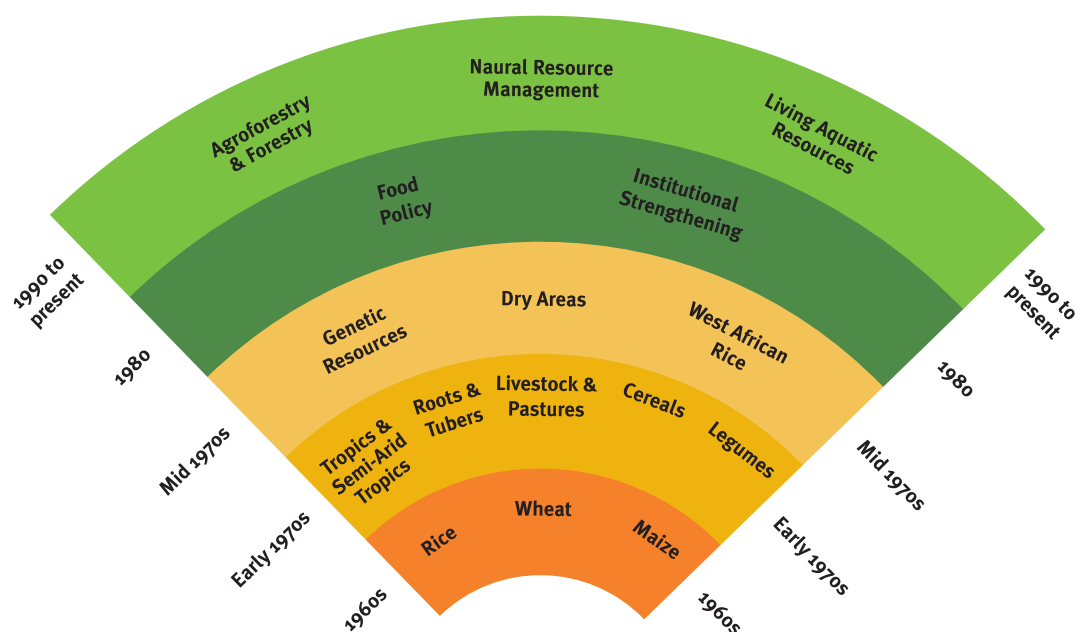 Naural Resource
Management
Agroforestry
& Forestry
Living Aquatic
Resources
Food
Policy
Institutional
Strengthening
Genetic
Resources
Dry Areas
West African
Rice
Tropics &
Semi-Arid
Tropics
Roots &
Tubers
Livestock &
Pastures
Cereals
Legumes
Rice
Wheat
Maize
1990 to
present
1980
Mid 1970s
Early 1970s
1960s
1990 to
present
1980
Mid 1970s
Early 1970s
1960s